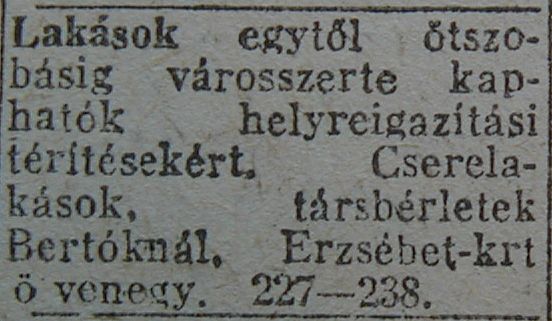 Lakások egytől ötszo-
básig városszerte kap-
hatók helyreigazítási
térítésekért. Cserela-
kások, társbérletek
Bertóknál, Erzsébet-krt
ö venegy. 227—238.